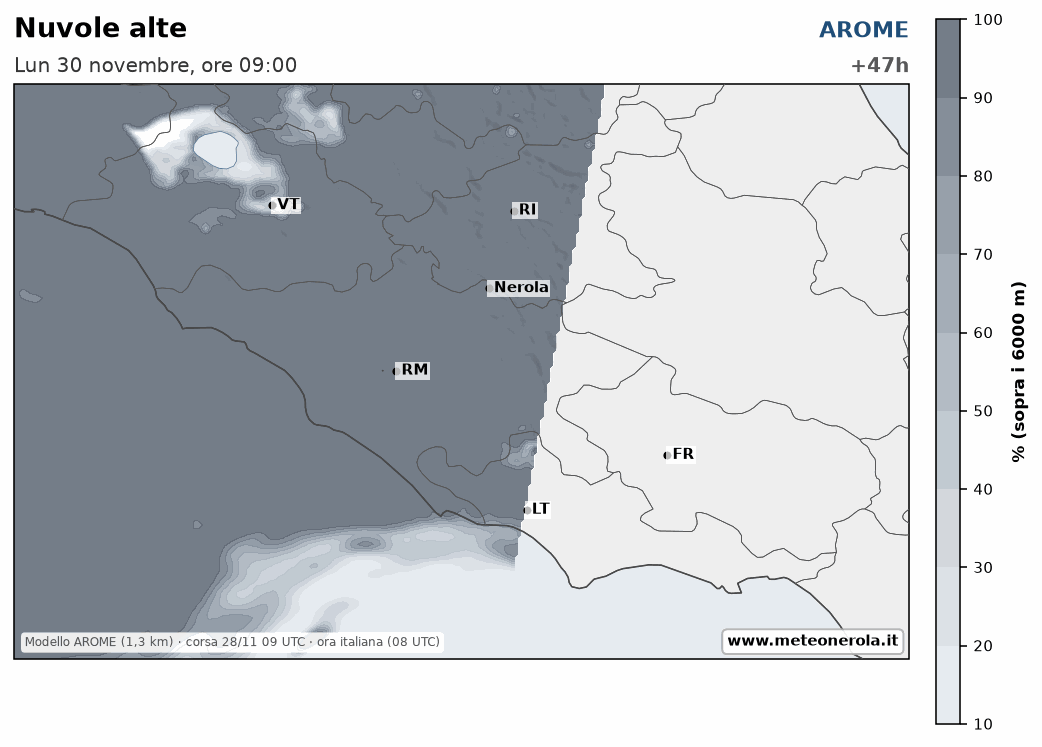 Nuvole alte
AROME
Lun 30 novembre, ore 09:00
+47h
VT
RI
Nerola
RM
FR
LT
Modello AROME (1,3 km) · corsa 28/11 09 UTC · ora italiana (08 UTC)
www.meteonerola.it
100
90
80
70
60
50
40
30
20
10
% (sopra i 6000 m)